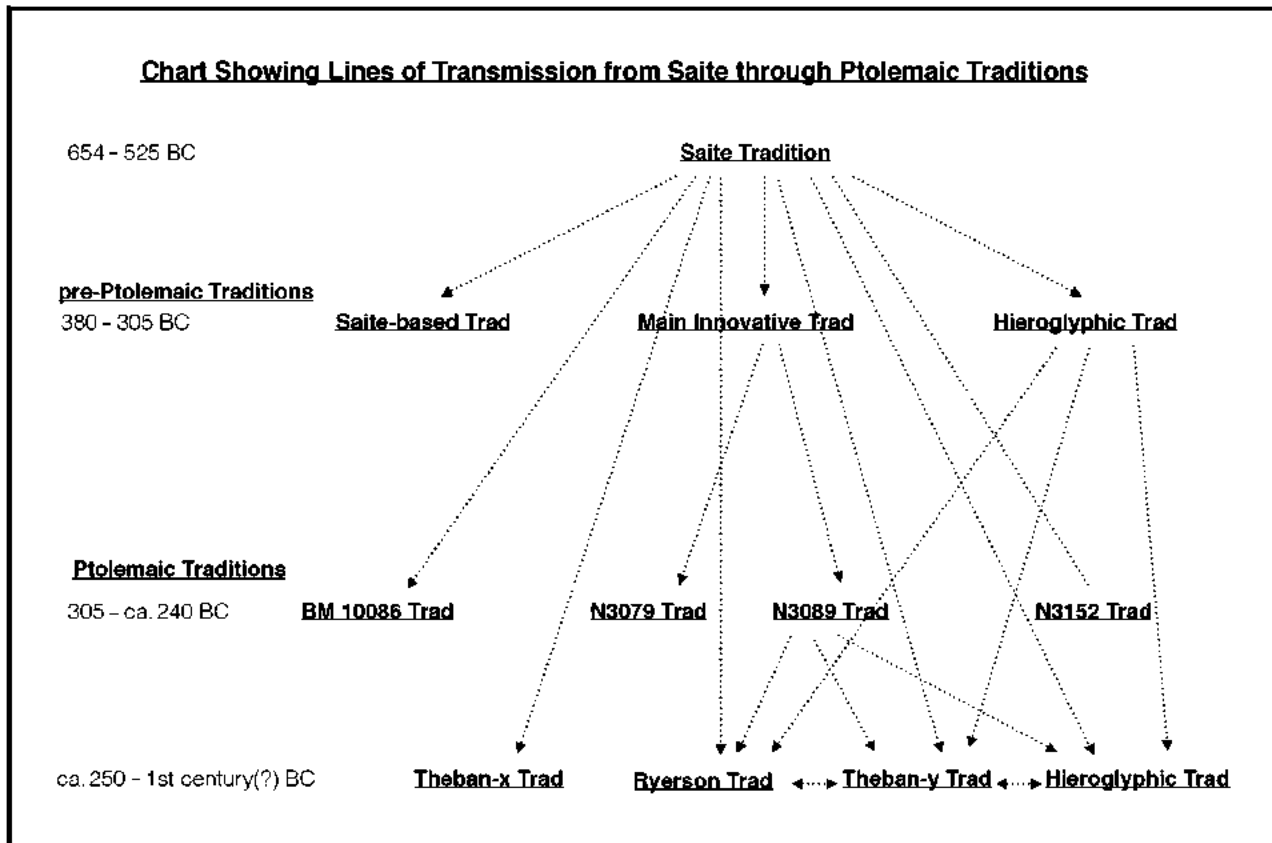 Chart Showing Lines of Transmission from Saite through Ptolemaic Traditions
654 – 525 BC
Saite Tradition
pre-Ptolemaic Traditions
380 – 305 BC
Saite-based Trad
Main Innovative Trad
Hieroglyphic Trad
Ptolemaic Traditions
305 – ca. 240 BC
BM 10086 Trad
N3079 Trad
N3089 Trad
N3152 Trad
ca. 250 – 1st century(?) BC
Theban-x Trad
Ryerson Trad
Theban-y Trad
Hieroglyphic Trad